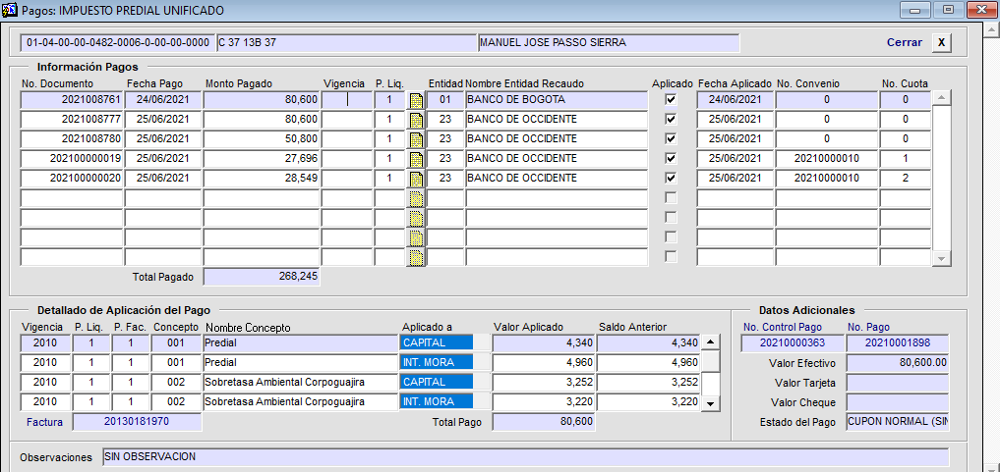 Pagos: IMPUESTO PREDIAL UNIFICADO
01-04-00-00-0482-0006-0-00-00-0000 C 37 13B 37 MANUEL JOSE PASSO SIERRA Cerrar X
Información Pagos
No. Documento Fecha Pago Monto Pagado Vigencia P. Liq. Entidad Nombre Entidad Recaudo Aplicado Fecha Aplicado No. Convenio No. Cuota
2021008761 24/06/2021 80,600 1 01 BANCO DE BOGOTA 24/06/2021 0 0
2021008777 25/06/2021 80,600 1 23 BANCO DE OCCIDENTE 25/06/2021 0 0
2021008780 25/06/2021 50,800 1 23 BANCO DE OCCIDENTE 25/06/2021 0 0
202100000019 25/06/2021 27,696 1 23 BANCO DE OCCIDENTE 25/06/2021 20210000010 1
202100000020 25/06/2021 28,549 1 23 BANCO DE OCCIDENTE 25/06/2021 20210000010 2
Total Pagado 268,245
Detallado de Aplicación del Pago
Vigencia P. Liq. P. Fac. Concepto Nombre Concepto Aplicado a Valor Aplicado Saldo Anterior
2010 1 1 001 Predial CAPITAL 4,340 4,340
2010 1 1 001 Predial INT. MORA 4,960 4,960
2010 1 1 002 Sobretasa Ambiental Corpoguajira CAPITAL 3,252 3,252
2010 1 1 002 Sobretasa Ambiental Corpoguajira INT. MORA 3,220 3,220
Factura 20130181970 Total Pago 80,600
Datos Adicionales
No. Control Pago No. Pago
20210000363 20210001898
Valor Efectivo 80,600.00
Valor Tarjeta
Valor Cheque
Estado del Pago CUPON NORMAL (SIN
Observaciones SIN OBSERVACION